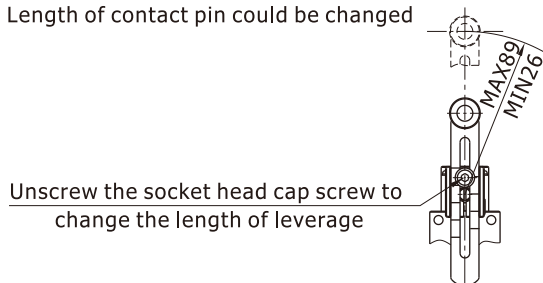 Length of contact pin could be changed
MAX89
MIN26
Unscrew the socket head cap screw to
change the length of leverage